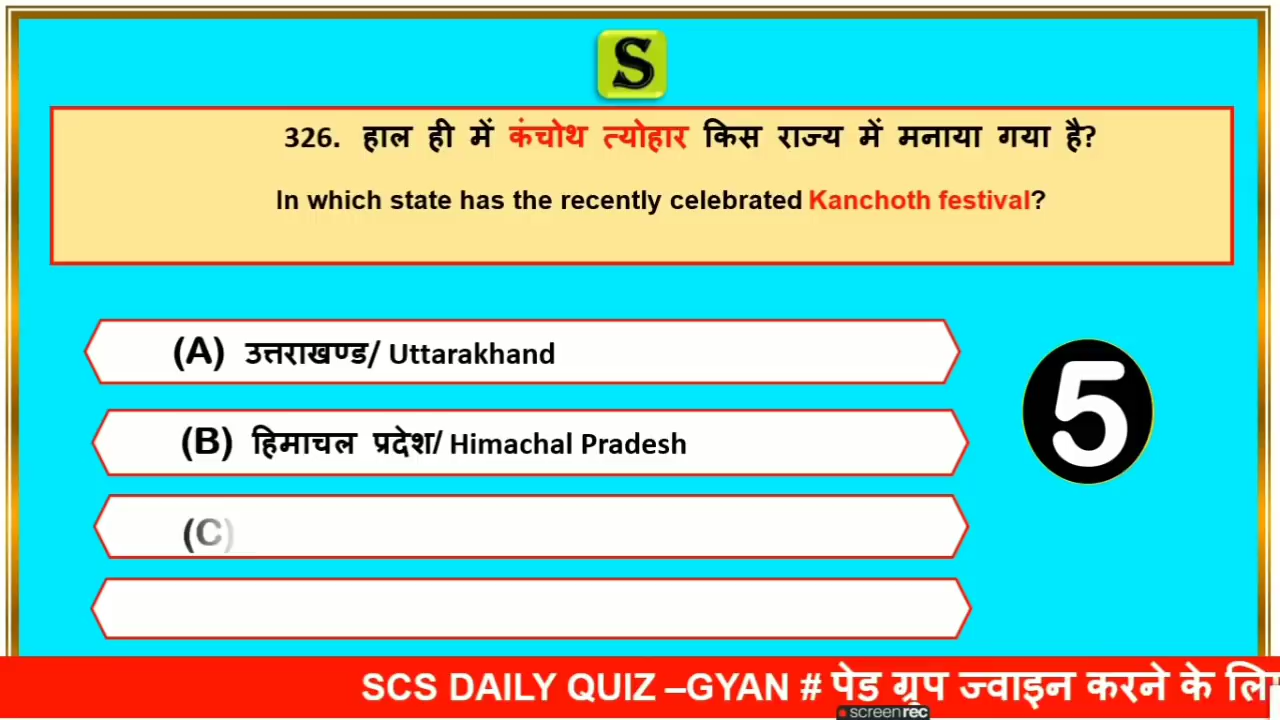 S
326. हाल ही में कंचोथ त्योहार किस राज्य में मनाया गया है?
In which state has the recently celebrated Kanchoth festival?
(A) उत्तराखण्ड/ Uttarakhand
5
(B) हिमाचल प्रदेश/ Himachal Pradesh
(C)
SCS DAILY QUIZ –GYAN # पेड ग्रुप ज्वाइन करने के
screenrec